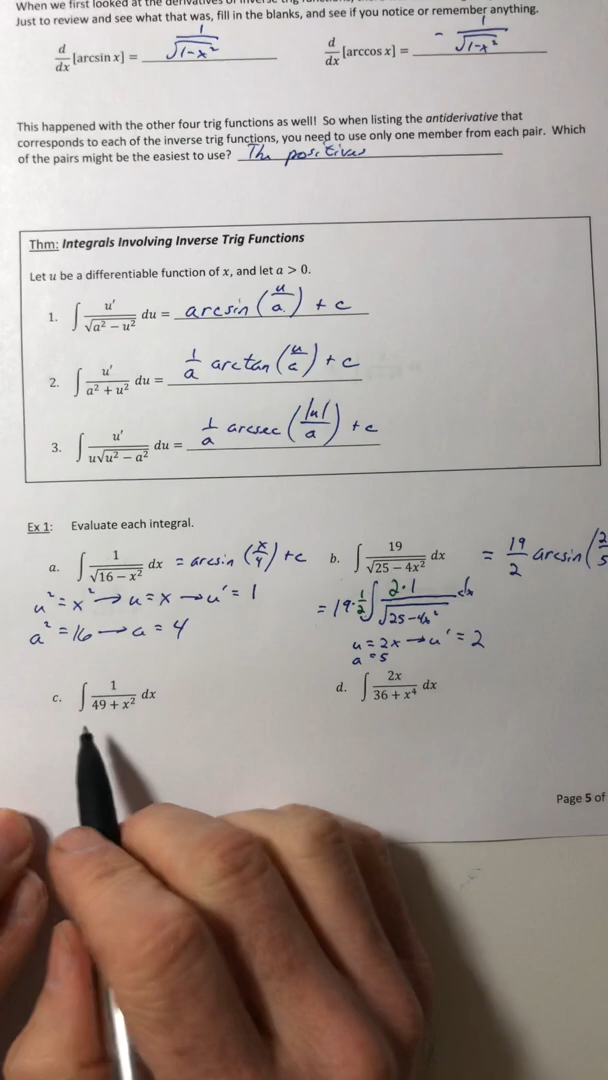 When we first looked at the derivatives of inverse trig functions,
Just to review and see what that was, fill in the blanks, and see if you notice or remember anything.
d/dx [arcsin x] = 1/√(1-x²) d/dx [arccos x] = - 1/√(1-x²)
This happened with the other four trig functions as well! So when listing the antiderivative that
corresponds to each of the inverse trig functions, you need to use only one member from each pair. Which
of the pairs might be the easiest to use? The positives
Thm: Integrals Involving Inverse Trig Functions
Let u be a differentiable function of x, and let a > 0.
1. ∫ u'/√(a² − u²) du = arcsin (u/a) + c
2. ∫ u'/(a² + u²) du = 1/a arctan (u/a) + c
3. ∫ u'/(u√(u² − a²)) du = 1/a arcsec (|u|/a) + c
Ex 1: Evaluate each integral.
a. ∫ 1/√(16 − x²) dx = arcsin (x/4) + c b. ∫ 19/√(25 − 4x²) dx = 19/2 arcsin (2 /5
u² = x² → u = x → u' = 1 = 19·1/2 ∫ 2·1/√(25-4x²) dx
a² = 16 → a = 4 u = 2x → u' = 2
a = 5
c. ∫ 1/(49 + x²) dx d. ∫ 2x/(36 + x⁴) dx
Page 5 of